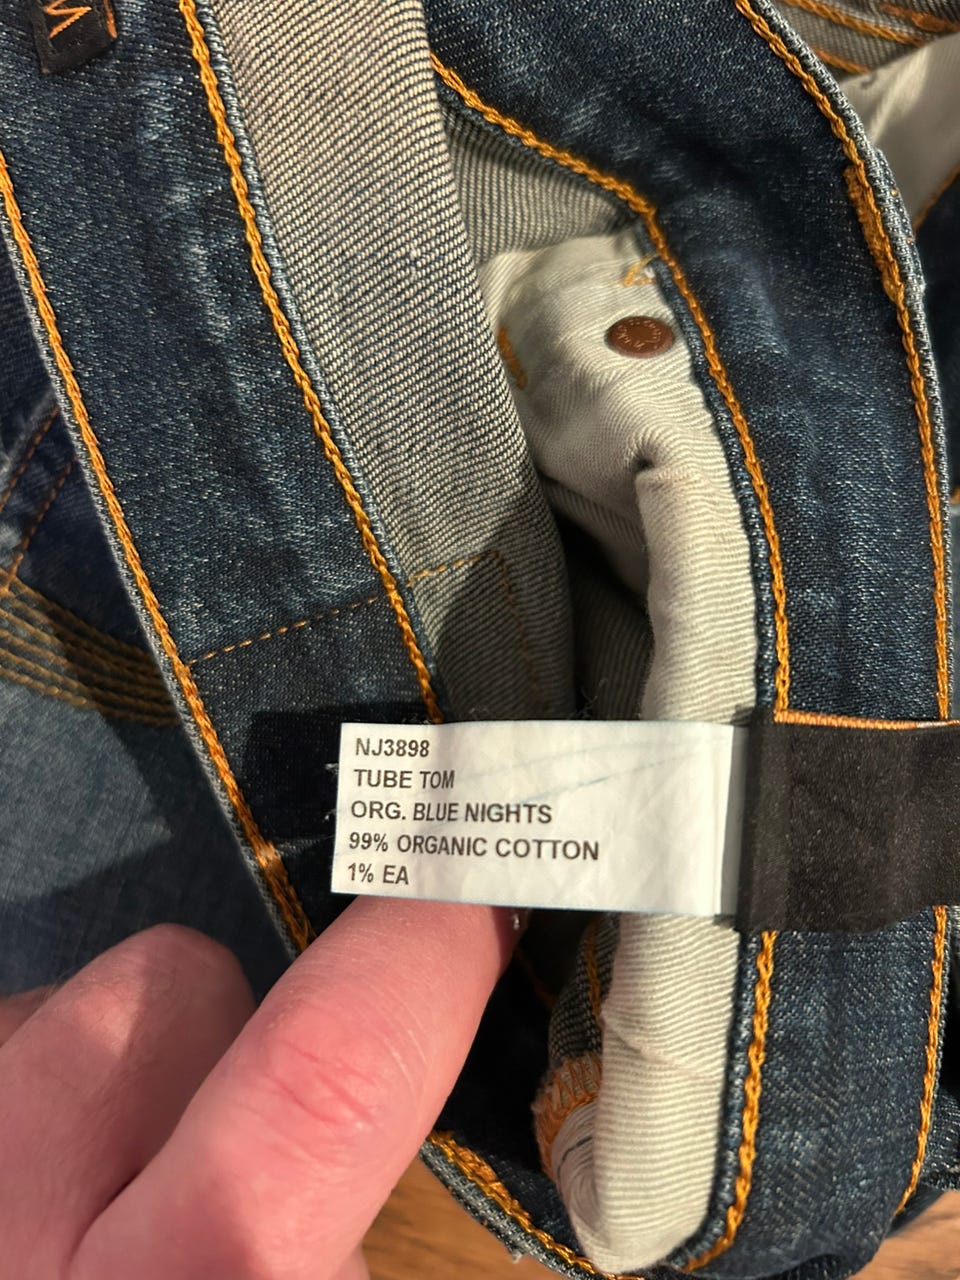 NJ3898
TUBE TOM
ORG. BLUE NIGHTS
99% ORGANIC COTTON
1% EA